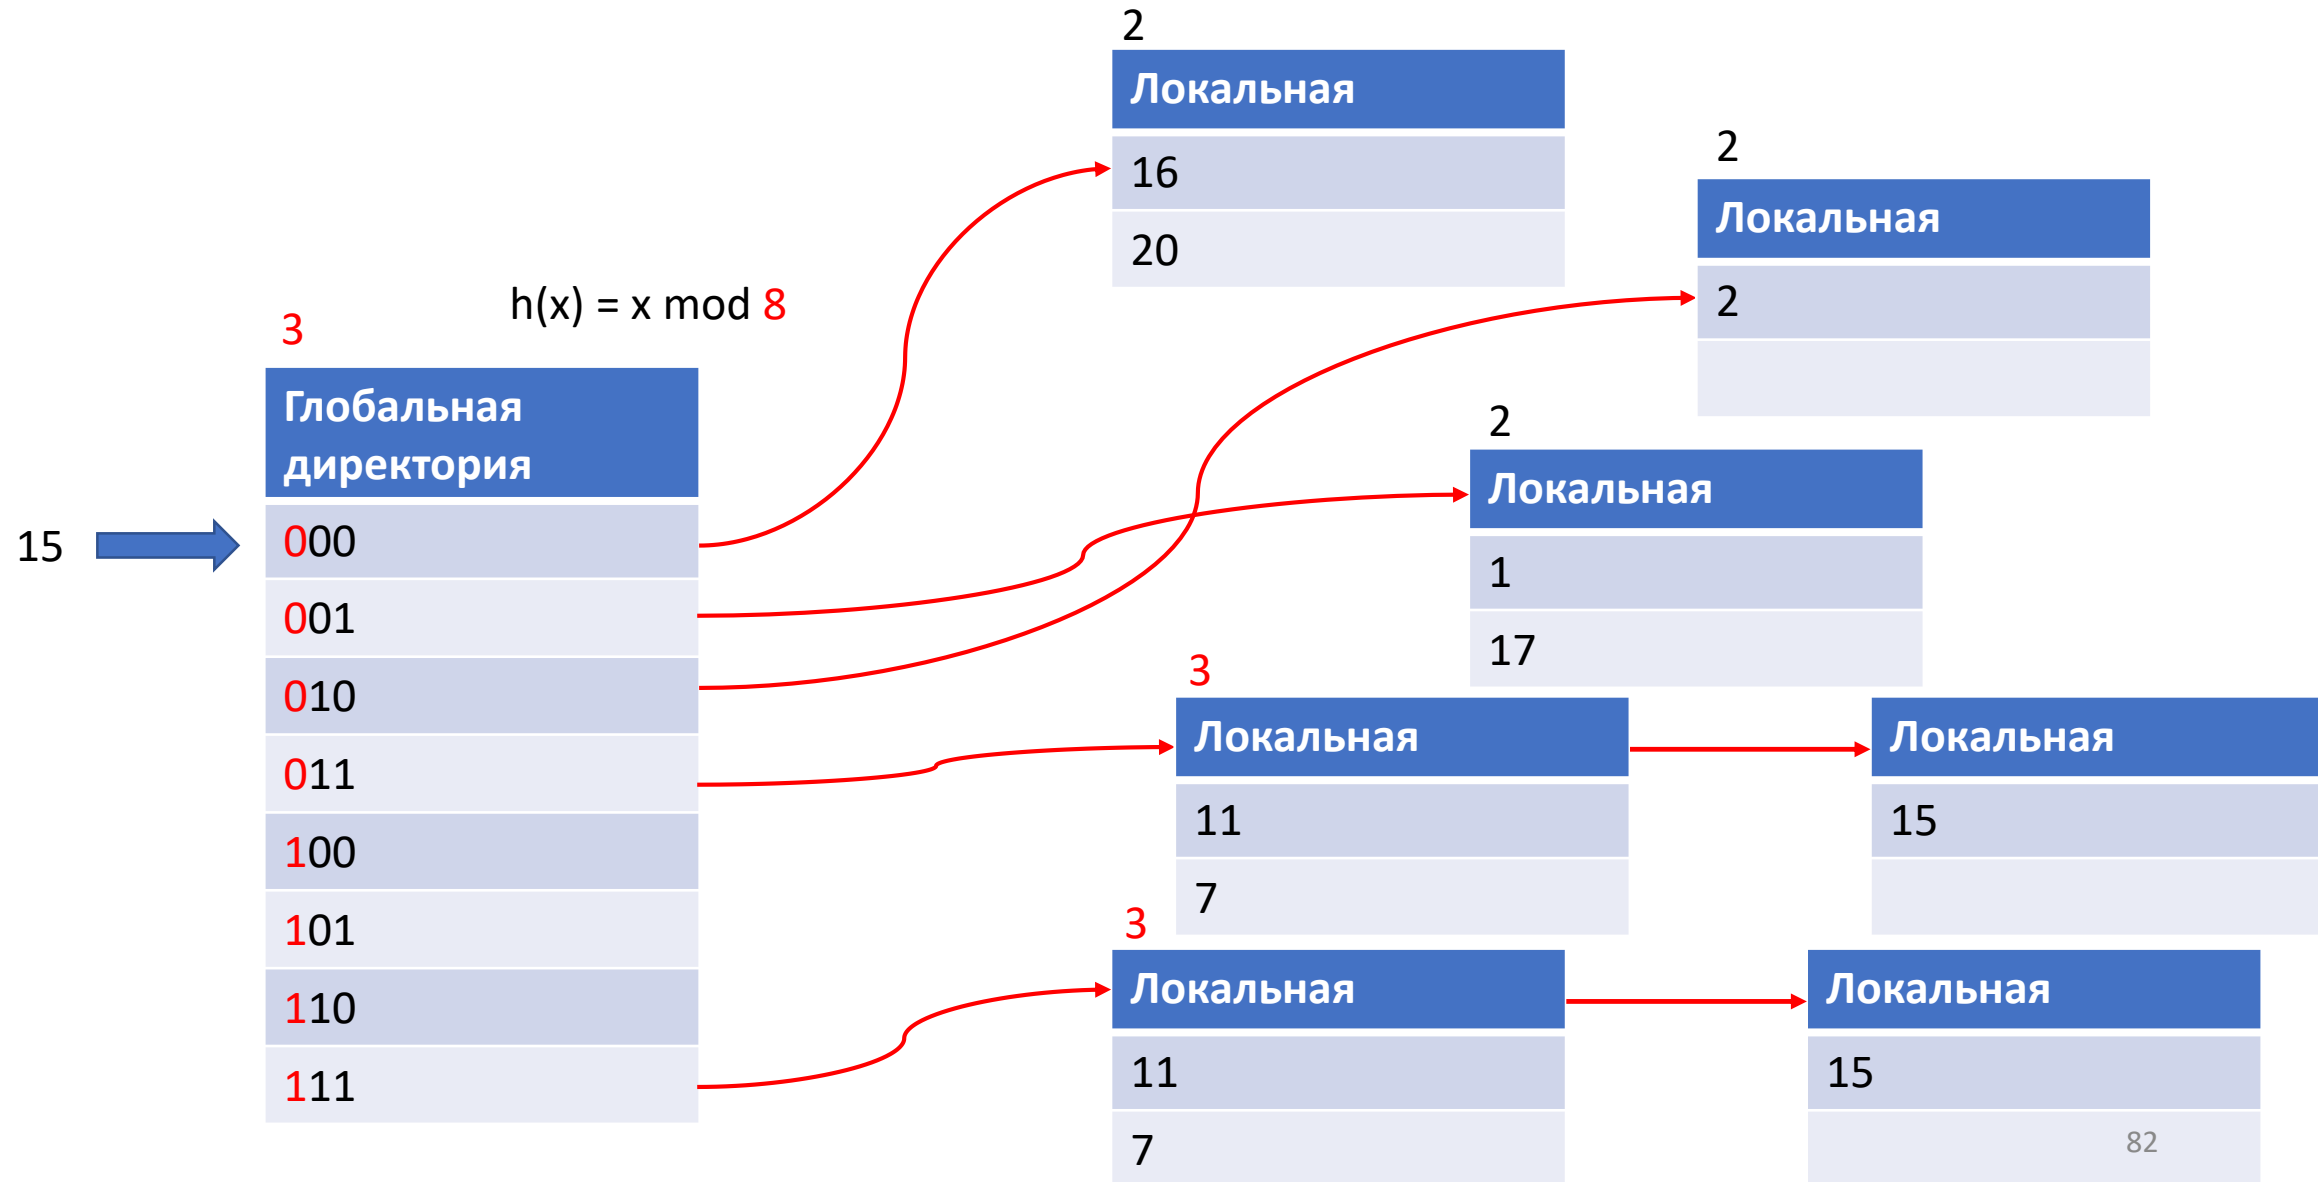 2
Локальная
16
20
2
Локальная
2
h(x) = x mod 8
3
Глобальная
директория
15
000
001
010
011
100
101
110
111
2
Локальная
1
17
3
Локальная
11
7
Локальная
15
3
Локальная
11
7
Локальная
15
82